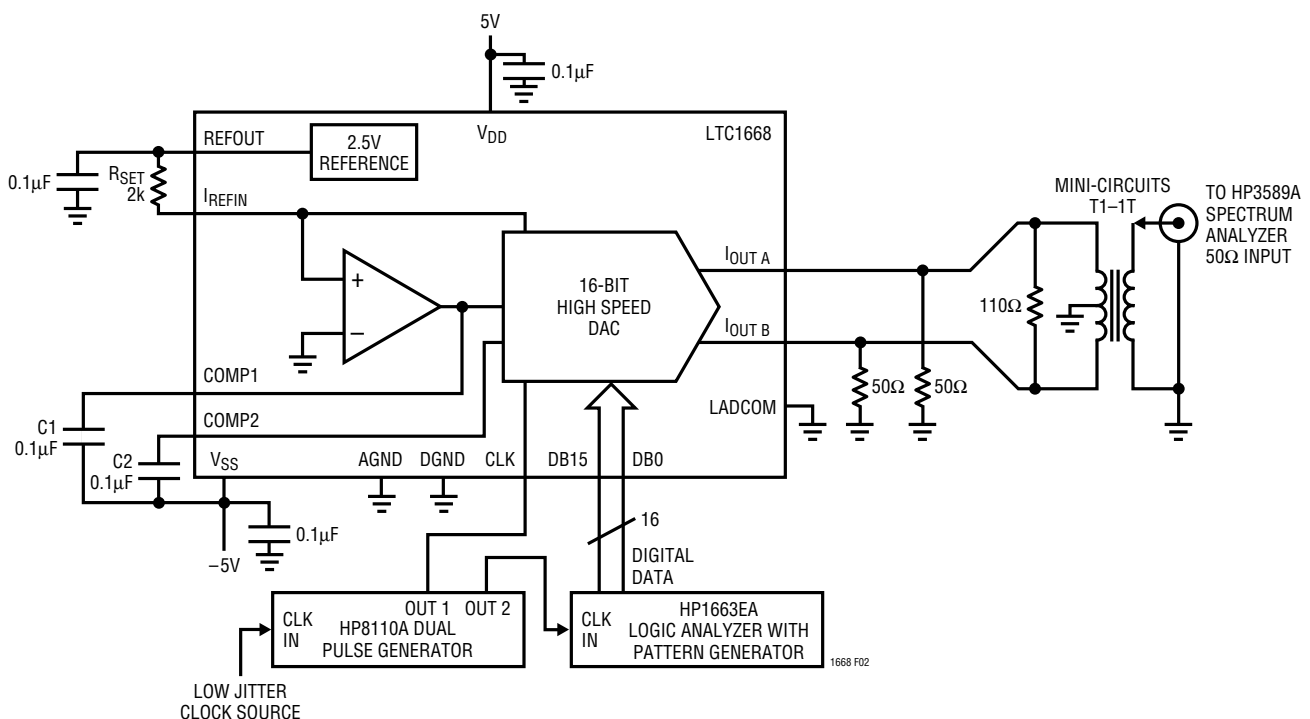 5V
0.1µF
REFOUT
2.5V
REFERENCE
VDD
LTC1668
0.1µF
RSET
2k
IREFIN
MINI-CIRCUITS
T1–1T
TO HP3589A
SPECTRUM
ANALYZER
50Ω INPUT
+
–
16-BIT
HIGH SPEED
DAC
IOUT A
IOUT B
110Ω
50Ω
50Ω
COMP1
COMP2
LADCOM
C1
0.1µF
C2
0.1µF
VSS
AGND
DGND
CLK
DB15
DB0
0.1µF
–5V
16
DIGITAL
DATA
OUT 1
OUT 2
CLK
IN
HP8110A DUAL
PULSE GENERATOR
CLK
IN
HP1663EA
LOGIC ANALYZER WITH
PATTERN GENERATOR
1668 F02
LOW JITTER
CLOCK SOURCE